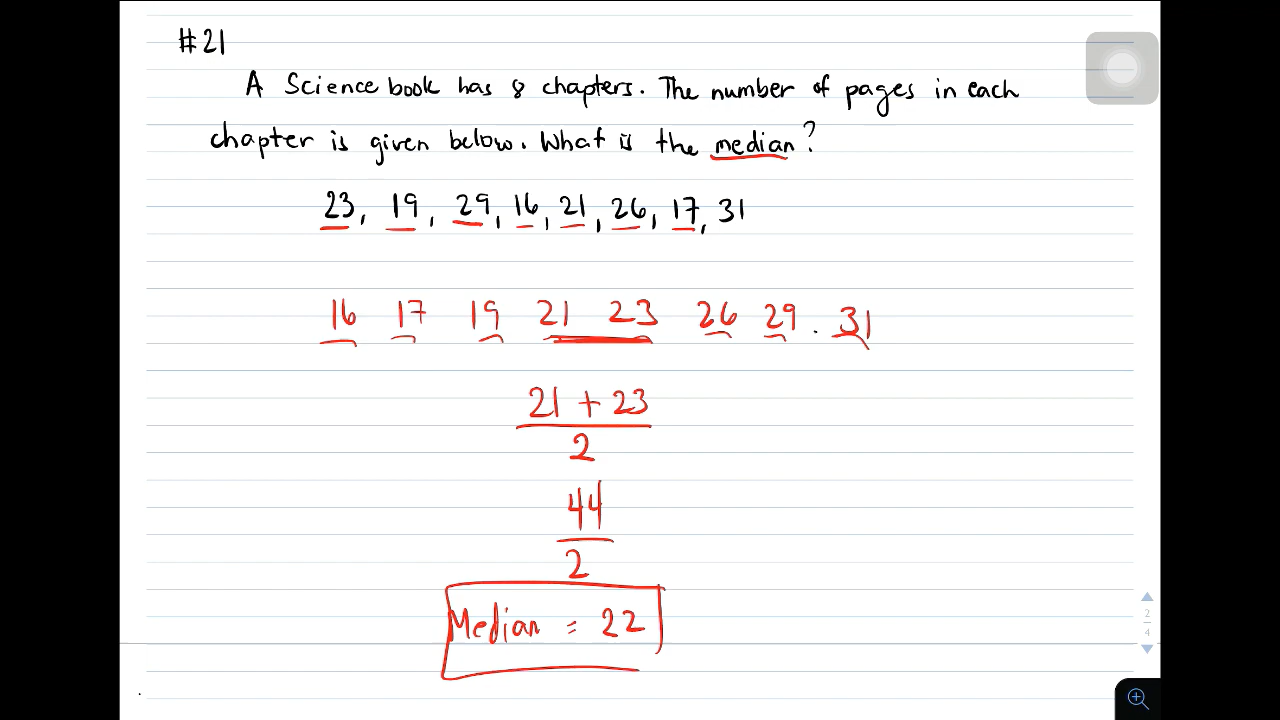 #21
A Science book has 8 chapters. The number of pages in each
chapter is given below. What is the median?
23, 19, 29, 16, 21, 26, 17, 31
16 17 19 21 23 26 29 . 31
21 + 23
2
44
2
Median = 22
2
4